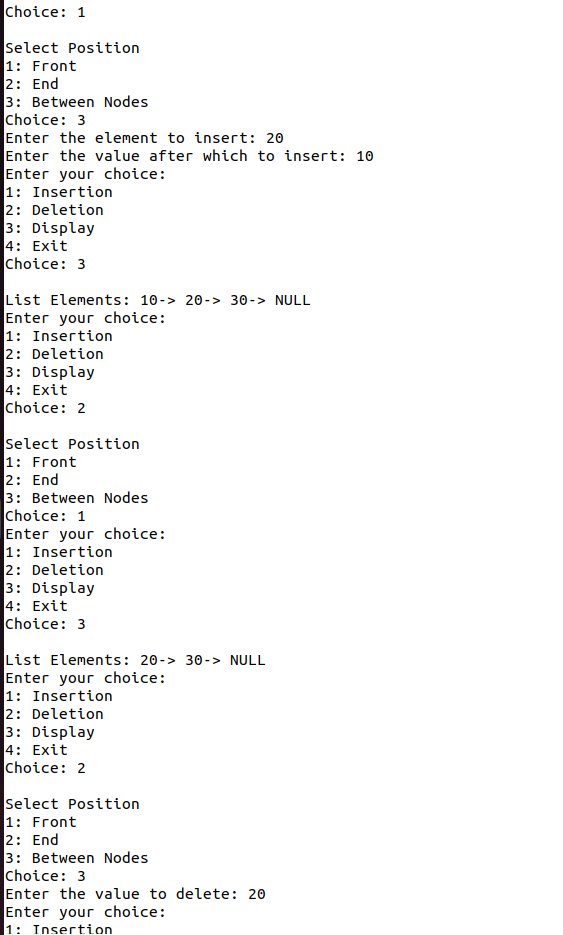 Choice: 1
Select Position
1: Front
2: End
3: Between Nodes
Choice: 3
Enter the element to insert: 20
Enter the value after which to insert: 10
Enter your choice:
1: Insertion
2: Deletion
3: Display
4: Exit
Choice: 3
List Elements: 10-> 20-> 30-> NULL
Enter your choice:
1: Insertion
2: Deletion
3: Display
4: Exit
Choice: 2
Select Position
1: Front
2: End
3: Between Nodes
Choice: 1
Enter your choice:
1: Insertion
2: Deletion
3: Display
4: Exit
Choice: 3
List Elements: 20-> 30-> NULL
Enter your choice:
1: Insertion
2: Deletion
3: Display
4: Exit
Choice: 2
Select Position
1: Front
2: End
3: Between Nodes
Choice: 3
Enter the value to delete: 20
Enter your choice:
1: Insertion